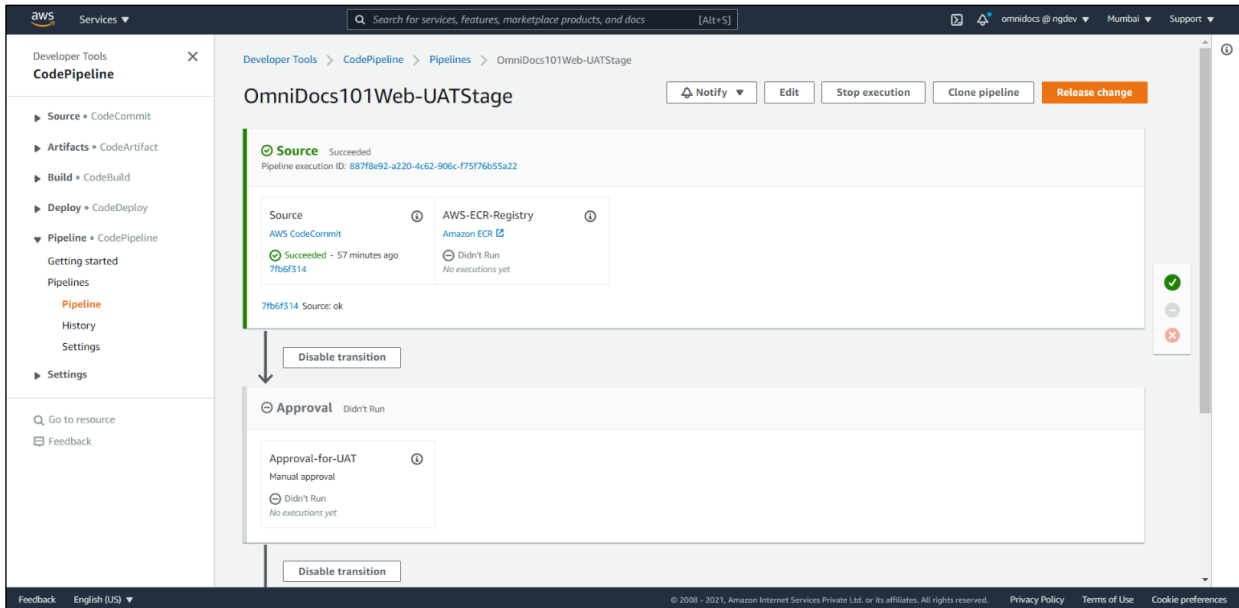 aws Services ▼ Search for services, features, marketplace products, and docs [Alt+S] omnidocs @ ngdev ▼ Mumbai ▼ Support ▼
Developer Tools
CodePipeline
Source • CodeCommit
Artifacts • CodeArtifact
Build • CodeBuild
Deploy • CodeDeploy
Pipeline • CodePipeline
Getting started
Pipelines
Pipeline
History
Settings
Settings
Go to resource
Feedback
Developer Tools > CodePipeline > Pipelines > OmniDocs101Web-UATStage
OmniDocs101Web-UATStage
Notify ▼ Edit Stop execution Clone pipeline Release change
Source Succeeded
Pipeline execution ID: 887f8e92-a220-4c62-906c-f75f76b55a22
Source
AWS CodeCommit
Succeeded - 57 minutes ago
7fb6f314
AWS-ECR-Registry
Amazon ECR
Didn't Run
No executions yet
7fb6f314 Source: ok
Disable transition
Approval Didn't Run
Approval-for-UAT
Manual approval
Didn't Run
No executions yet
Disable transition
Feedback English (US) ▼ © 2008 - 2021, Amazon Internet Services Private Ltd. or its affiliates. All rights reserved. Privacy Policy Terms of Use Cookie preferences